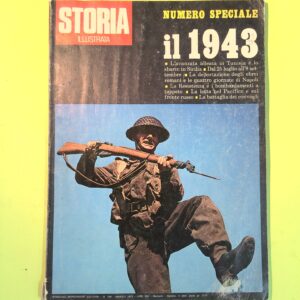 STORIA
ILLUSTRATA
NUMERO SPECIALE
il 1943
• L'avanzata alleata in Tunisia e lo
sbarco in Sicilia • Dal 25 luglio all'8 set-
tembre • La deportazione degli ebrei
romani e le quattro giornate di Napoli
• La Resistenza e i bombardamenti a
tappeto • La lotta nel Pacifico e sul
fronte russo • La battaglia dei convogli